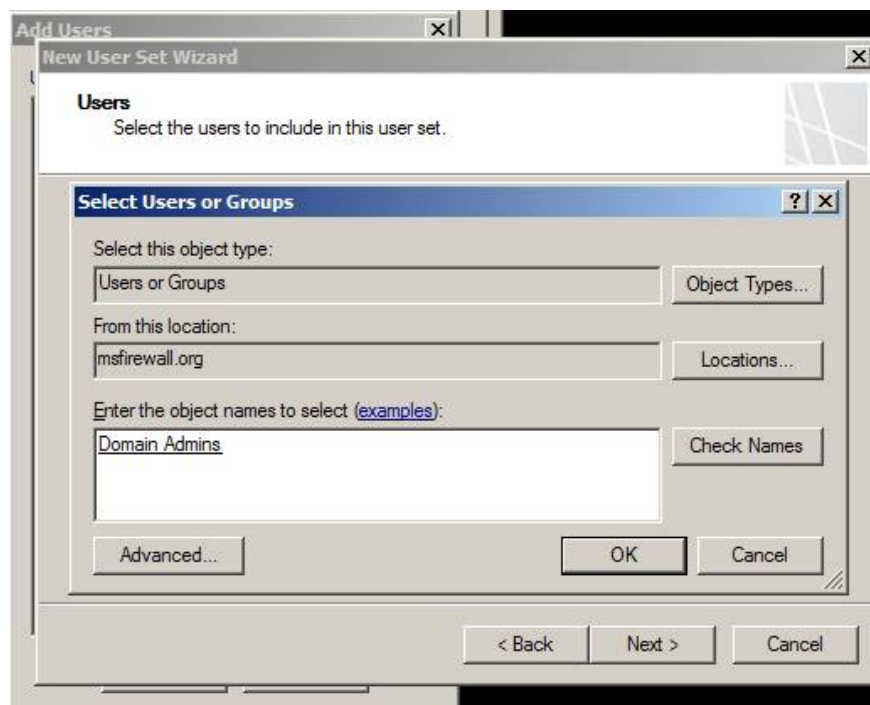 Add Users
New User Set Wizard
Users
Select the users to include in this user set.
Select Users or Groups
Select this object type:
Users or Groups
Object Types...
From this location:
msfirewall.org
Locations...
Enter the object names to select (examples):
Domain Admins
Check Names
Advanced...
OK
Cancel
< Back
Next >
Cancel